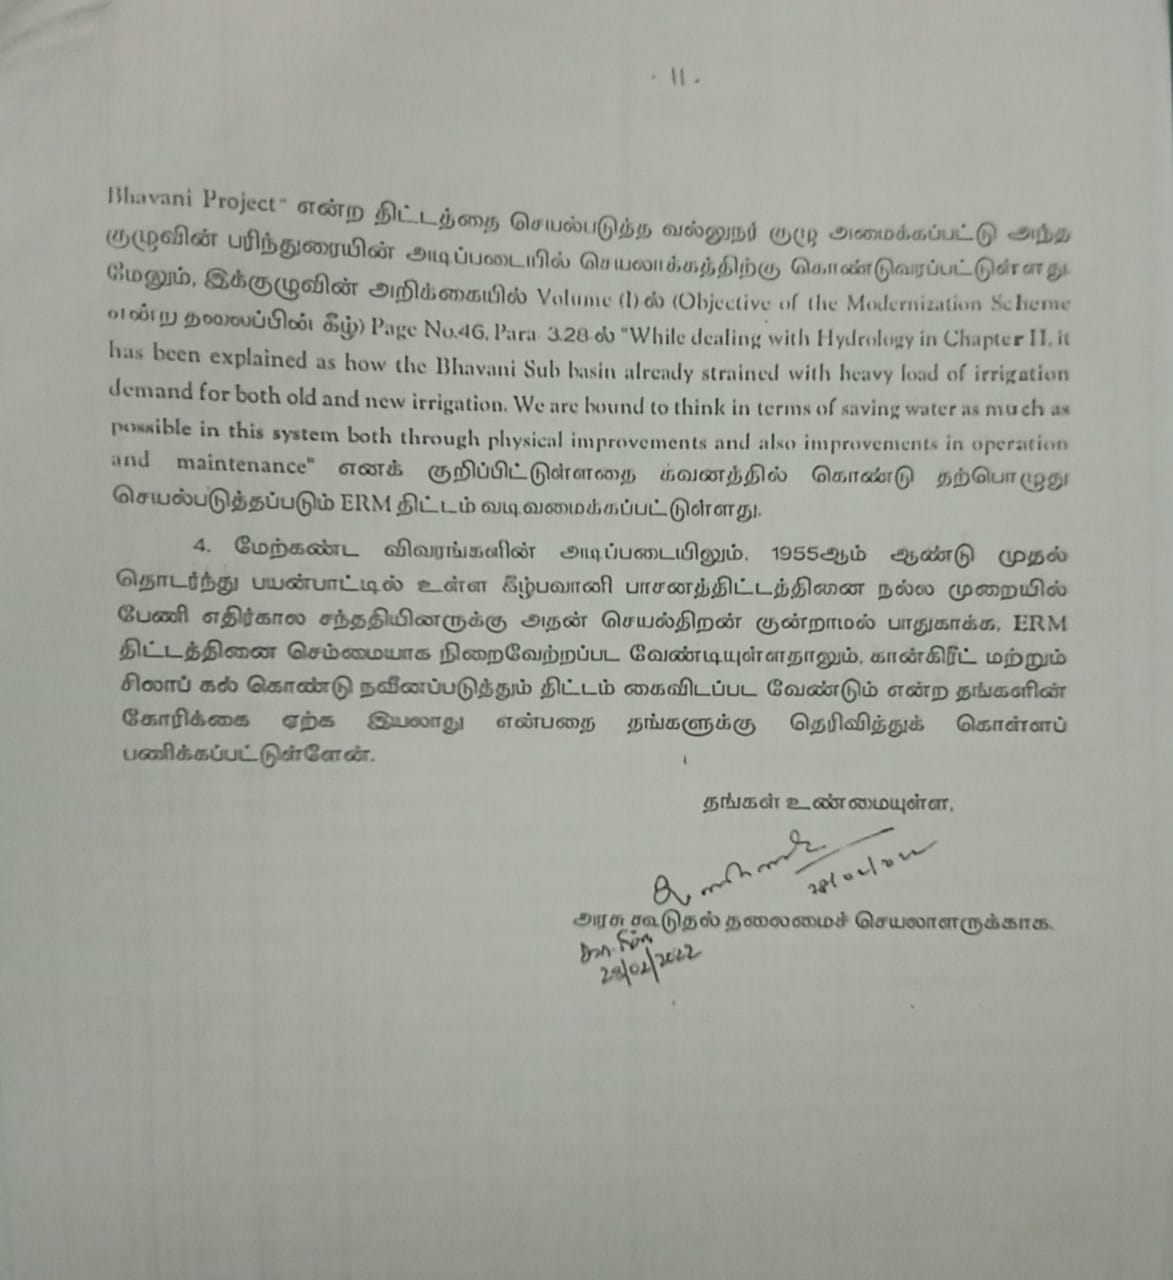 - 11 -
Bhavani Project" என்ற திட்டத்தை செயல்படுத்த வல்லுநர் குழு அமைக்கப்பட்டு அந்த
குழுவின் பரிந்துரையின் அடிப்படையில் செயலாக்கத்திற்கு கொண்டுவரப்பட்டுள்ளது.
மேலும், இக்குழுவின் அறிக்கையில் Volume (I) ல் (Objective of the Modernization Scheme
என்ற தலைப்பின் கீழ்) Page No.46, Para 3.28 ல் "While dealing with Hydrology in Chapter II, it
has been explained as how the Bhavani Sub basin already strained with heavy load of irrigation
demand for both old and new irrigation. We are bound to think in terms of saving water as much as
possible in this system both through physical improvements and also improvements in operation
and maintenance" எனக் குறிப்பிட்டுள்ளதை கவனத்தில் கொண்டு தற்பொழுது
செயல்படுத்தப்படும் ERM திட்டம் வடிவமைக்கப்பட்டுள்ளது.
4. மேற்கண்ட விவரங்களின் அடிப்படையிலும், 1955ஆம் ஆண்டு முதல்
தொடர்ந்து பயன்பாட்டில் உள்ள கீழ்பவானி பாசனத்திட்டத்தினை நல்ல முறையில்
பேணி எதிர்கால சந்ததியினருக்கு அதன் செயல்திறன் குன்றாமல் பாதுகாக்க, ERM
திட்டத்தினை செம்மையாக நிறைவேற்றப்பட வேண்டியுள்ளதாலும், கான்கிரீட் மற்றும்
சிலாப் கல் கொண்டு நவீனப்படுத்தும் திட்டம் கைவிடப்பட வேண்டும் என்ற தங்களின்
கோரிக்கை ஏற்க இயலாது என்பதை தங்களுக்கு தெரிவித்துக் கொள்ளப்
பணிக்கப்பட்டுள்ளேன்.
தங்கள் உண்மையுள்ள,
28/02/22
அரசு கூடுதல் தலைமைச் செயலாளருக்காக.
28/02/2022